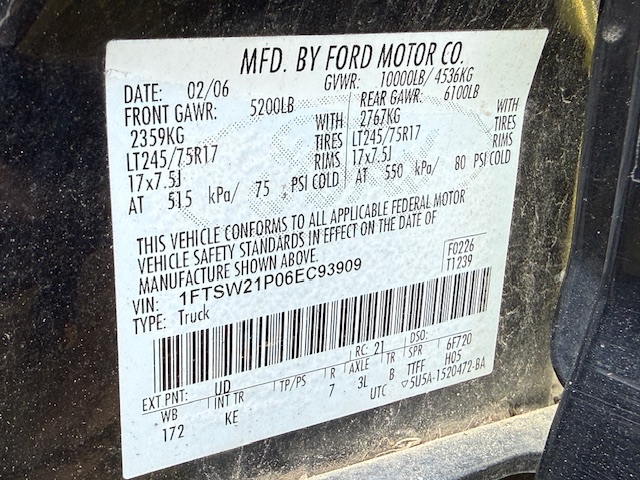 MFD. BY FORD MOTOR CO.
DATE: 02/06 GVWR: 10000LB/ 4536KG
FRONT GAWR: 5200LB REAR GAWR: 6100LB
2359KG WITH 2767KG WITH
LT245/75R17 TIRES LT245/75R17 TIRES
17x7.5J RIMS 17x7.5J RIMS
AT 515 kPa/ 75 PSI COLD AT 550 kPa/ 80 PSI COLD
THIS VEHICLE CONFORMS TO ALL APPLICABLE FEDERAL MOTOR
VEHICLE SAFETY STANDARDS IN EFFECT ON THE DATE OF
MANUFACTURE SHOWN ABOVE. F0226
VIN: 1FTSW21P06EC93909 T1239
TYPE: Truck
RC: 21 DSO:
EXT PNT: UD TP/PS R AXLE TR SPR 6F720
WB INT TR 7 3L B TTFF H05
172 KE UTC ▽5U5A-1520472-BA